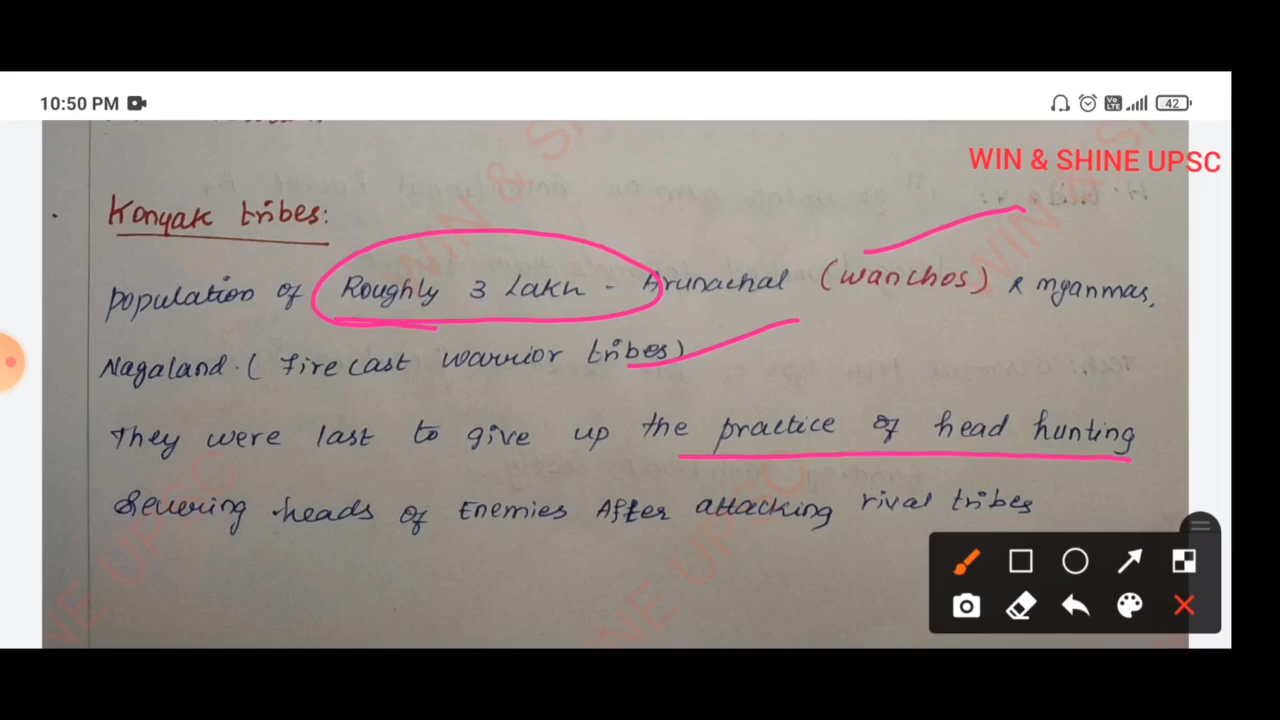 10:50 PM
42
WIN & SHINE UPSC
Konyak tribes:
population of Roughly 3 Lakh - Arunachal (wanchos) & myanmar,
Nagaland. ( firecast warrior tribes)
They were last to give up the practice of head hunting
Severing heads of Enemies After attacking rival tribes